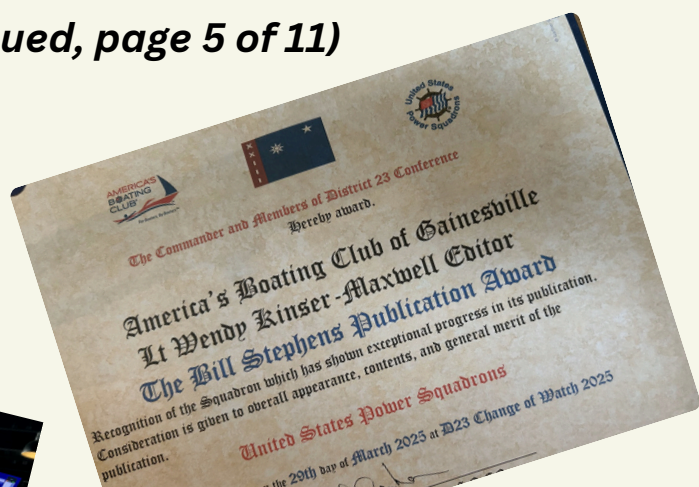 ued, page 5 of 11)
United States
Power Squadrons
AMERICA'S
BOATING
CLUB
The Commander and Members of District 23 Conference
Hereby award.
America's Boating Club of Gainesville
Lt Wendy Kinser-Maxwell Editor
The Bill Stephens Publication Award
Recognition of the Squadron which has shown exceptional progress in its publication.
Consideration is given to overall appearance, contents, and general merit of the
publication.
United States Power Squadrons
the 29th day of March 2025 at D23 Change of Watch 2025